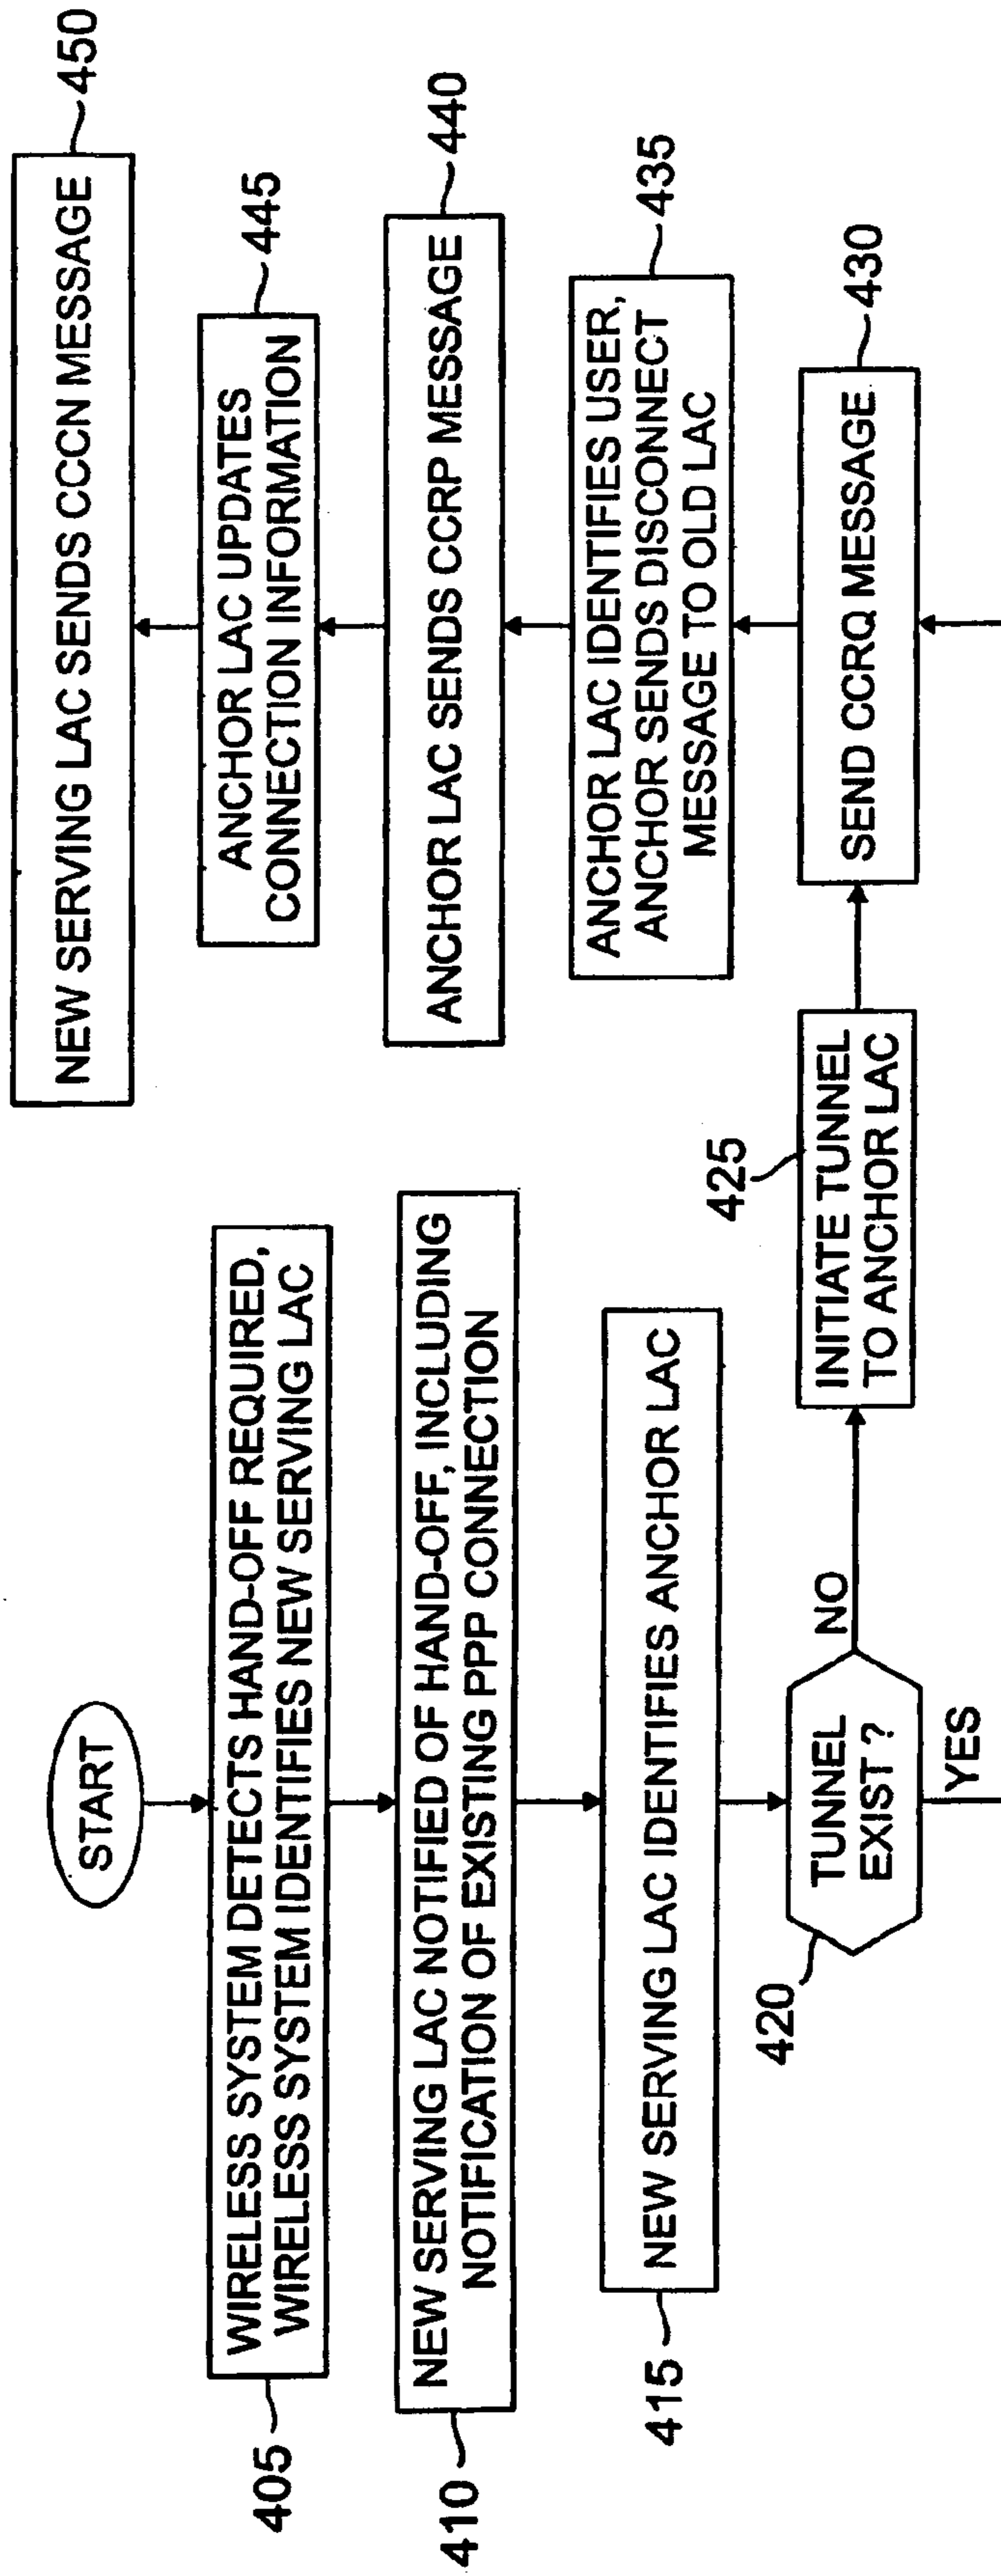 START
WIRELESS SYSTEM DETECTS HAND-OFF REQUIRED,
WIRELESS SYSTEM IDENTIFIES NEW SERVING LAC
405
NEW SERVING LAC NOTIFIED OF HAND-OFF, INCLUDING
NOTIFICATION OF EXISTING PPP CONNECTION
410
NEW SERVING LAC IDENTIFIES ANCHOR LAC
415
TUNNEL
EXIST ?
420
NO
YES
INITIATE TUNNEL
TO ANCHOR LAC
425
SEND CCRQ MESSAGE
430
ANCHOR LAC IDENTIFIES USER,
ANCHOR SENDS DISCONNECT
MESSAGE TO OLD LAC
435
ANCHOR LAC SENDS CCRP MESSAGE
440
ANCHOR LAC UPDATES
CONNECTION INFORMATION
445
NEW SERVING LAC SENDS CCCN MESSAGE
450